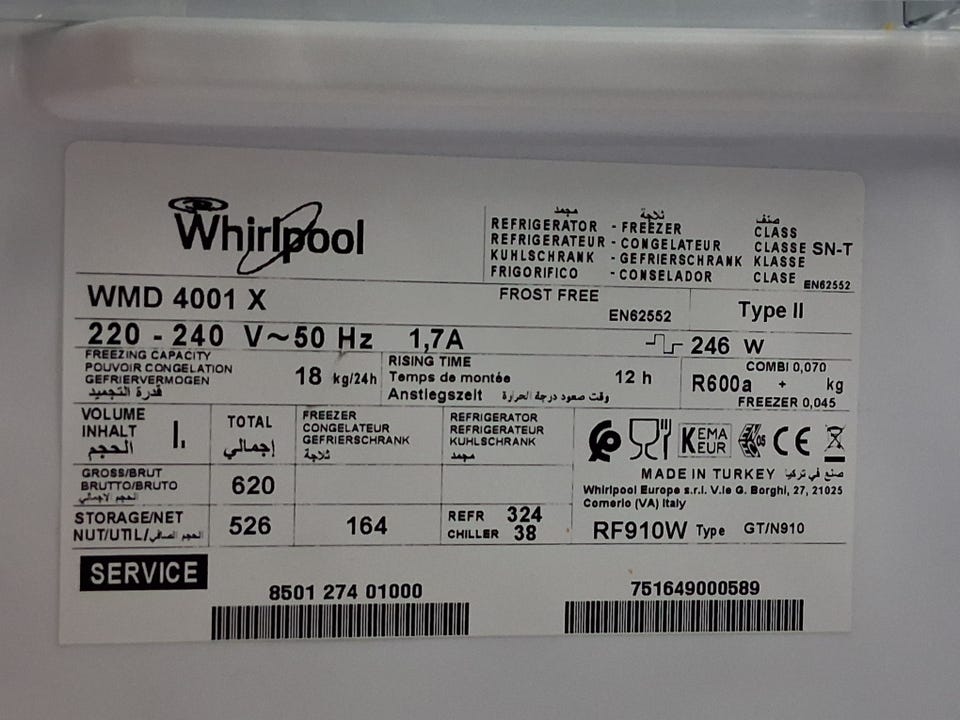 Whirlpool
مجمد ثلاجة صنف
REFRIGERATOR - FREEZER CLASS
REFRIGERATEUR - CONGELATEUR CLASSE SN-T
KUHLSCHRANK - GEFRIERSCHRANK KLASSE
FRIGORIFICO - CONSELADOR CLASE EN62552
WMD 4001 X
FROST FREE
EN62552
Type II
220 - 240 V~50 Hz 1,7A
246 W
FREEZING CAPACITY
POUVOIR CONGELATION
GEFRIERVERMOGEN
قدرة التجميد
18 kg/24h
RISING TIME
Temps de montée
Anstiegszeit وقت صعود درجة الحرارة
12 h
COMBI 0,070
R600a + kg
FREEZER 0,045
VOLUME
INHALT
الحجم
l.
TOTAL
إجمالي
FREEZER
CONGELATEUR
GEFRIERSCHRANK
ثلاجة
REFRIGERATOR
REFRIGERATEUR
KUHLSCHRANK
مجمد
KEMA
EUR
05
CE
GROSS/BRUT
BRUTTO/BRUTO
الحجم الاجمالي
620
MADE IN TURKEY صنع في تركيا
Whirlpool Europe s.r.l. V.le G. Borghi, 27, 21025
Comerio (VA) Italy
STORAGE/NET
NUT/UTIL/الحجم الصافي
526
164
REFR 324
CHILLER 38
RF910W Type GT/N910
SERVICE
8501 274 01000
751649000589